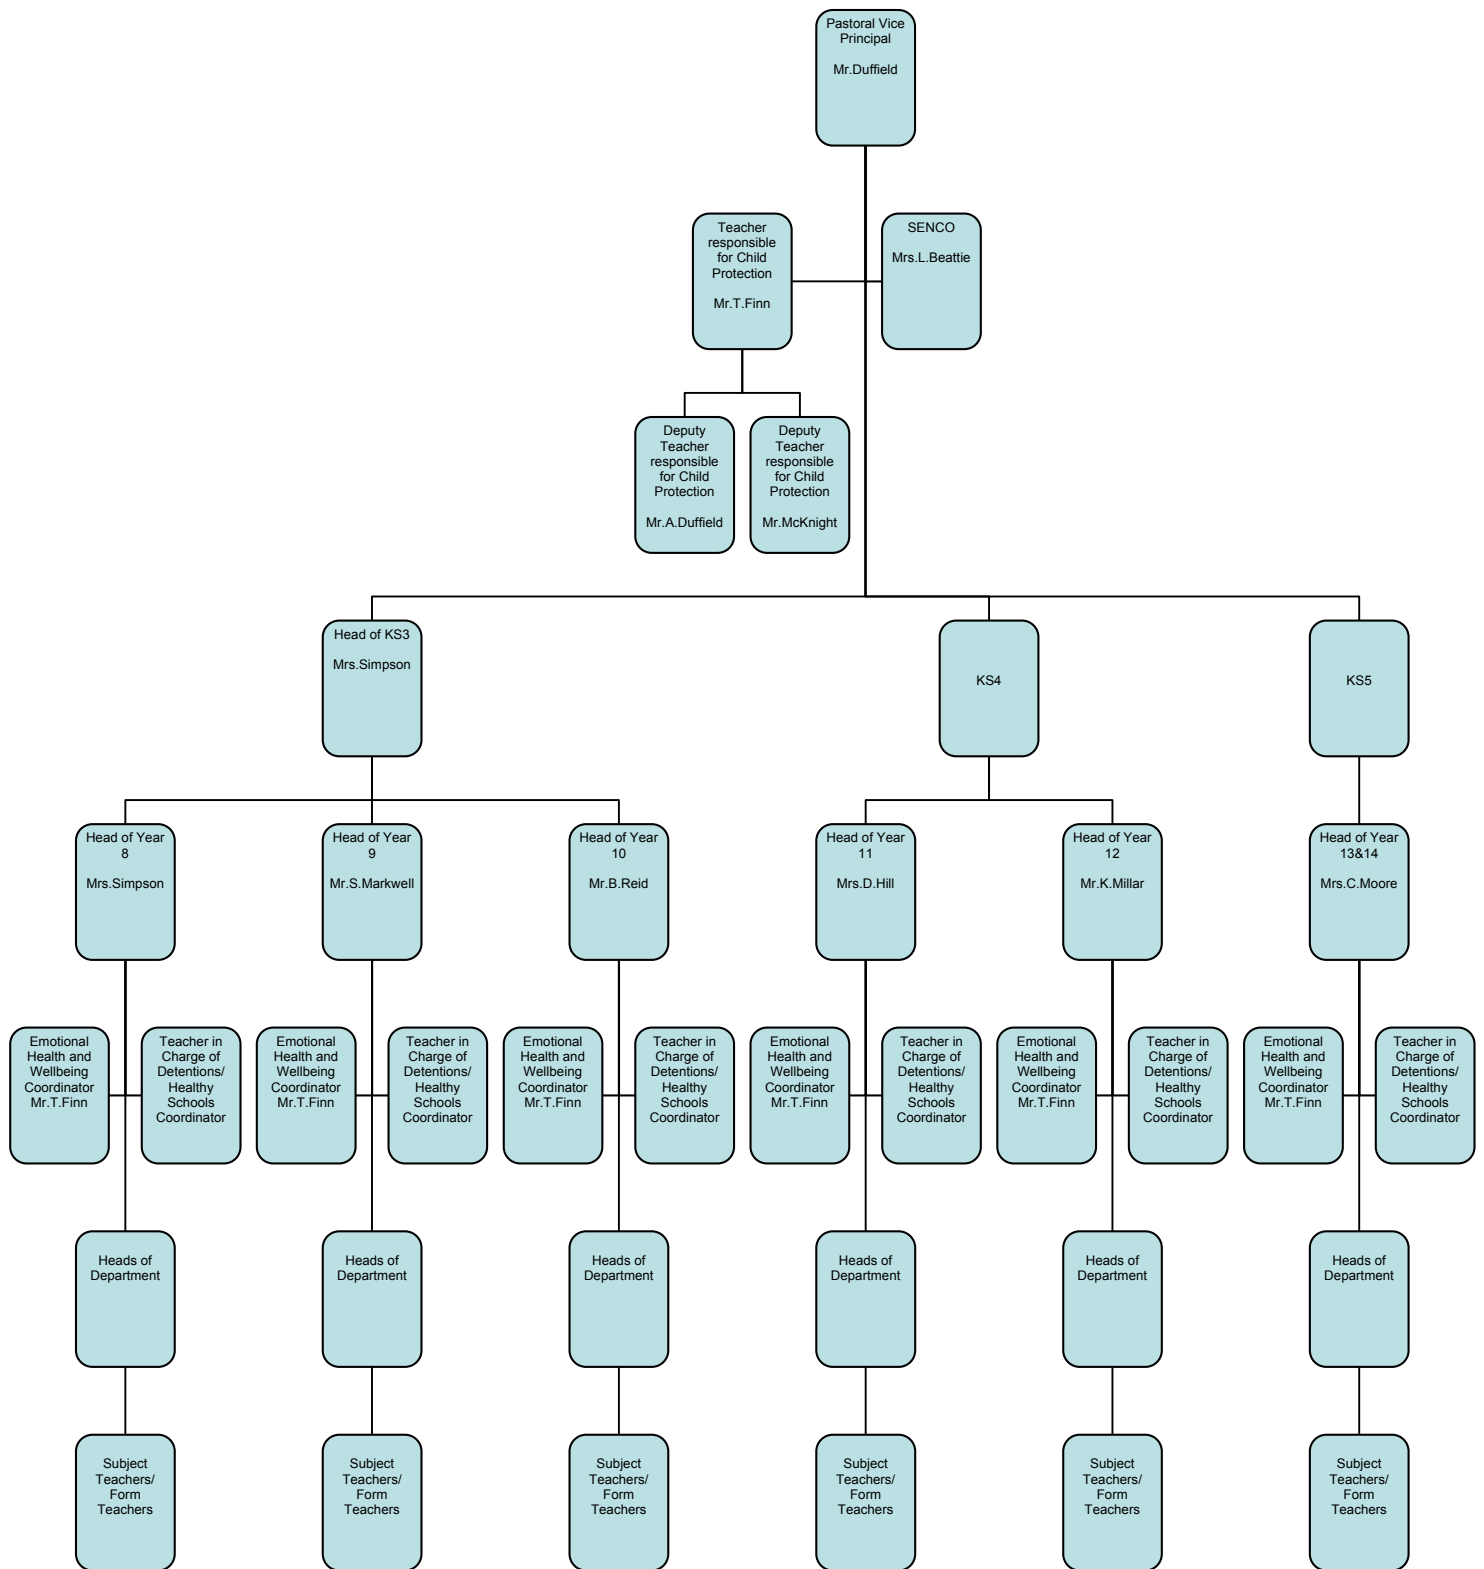 Pastoral Vice
Principal
Mr.Duffield
Teacher
responsible
for Child
Protection
Mr.T.Finn
SENCO
Mrs.L.Beattie
Deputy
Teacher
responsible
for Child
Protection
Mr.A.Duffield
Deputy
Teacher
responsible
for Child
Protection
Mr.McKnight
Head of KS3
Mrs.Simpson
KS4
KS5
Head of Year
8
Mrs.Simpson
Head of Year
9
Mr.S.Markwell
Head of Year
10
Mr.B.Reid
Head of Year
11
Mrs.D.Hill
Head of Year
12
Mr.K.Millar
Head of Year
13&14
Mrs.C.Moore
Emotional
Health and
Wellbeing
Coordinator
Mr.T.Finn
Teacher in
Charge of
Detentions/
Healthy
Schools
Coordinator
Emotional
Health and
Wellbeing
Coordinator
Mr.T.Finn
Teacher in
Charge of
Detentions/
Healthy
Schools
Coordinator
Emotional
Health and
Wellbeing
Coordinator
Mr.T.Finn
Teacher in
Charge of
Detentions/
Healthy
Schools
Coordinator
Emotional
Health and
Wellbeing
Coordinator
Mr.T.Finn
Teacher in
Charge of
Detentions/
Healthy
Schools
Coordinator
Emotional
Health and
Wellbeing
Coordinator
Mr.T.Finn
Teacher in
Charge of
Detentions/
Healthy
Schools
Coordinator
Emotional
Health and
Wellbeing
Coordinator
Mr.T.Finn
Teacher in
Charge of
Detentions/
Healthy
Schools
Coordinator
Heads of
Department
Heads of
Department
Heads of
Department
Heads of
Department
Heads of
Department
Heads of
Department
Subject
Teachers/
Form
Teachers
Subject
Teachers/
Form
Teachers
Subject
Teachers/
Form
Teachers
Subject
Teachers/
Form
Teachers
Subject
Teachers/
Form
Teachers
Subject
Teachers/
Form
Teachers